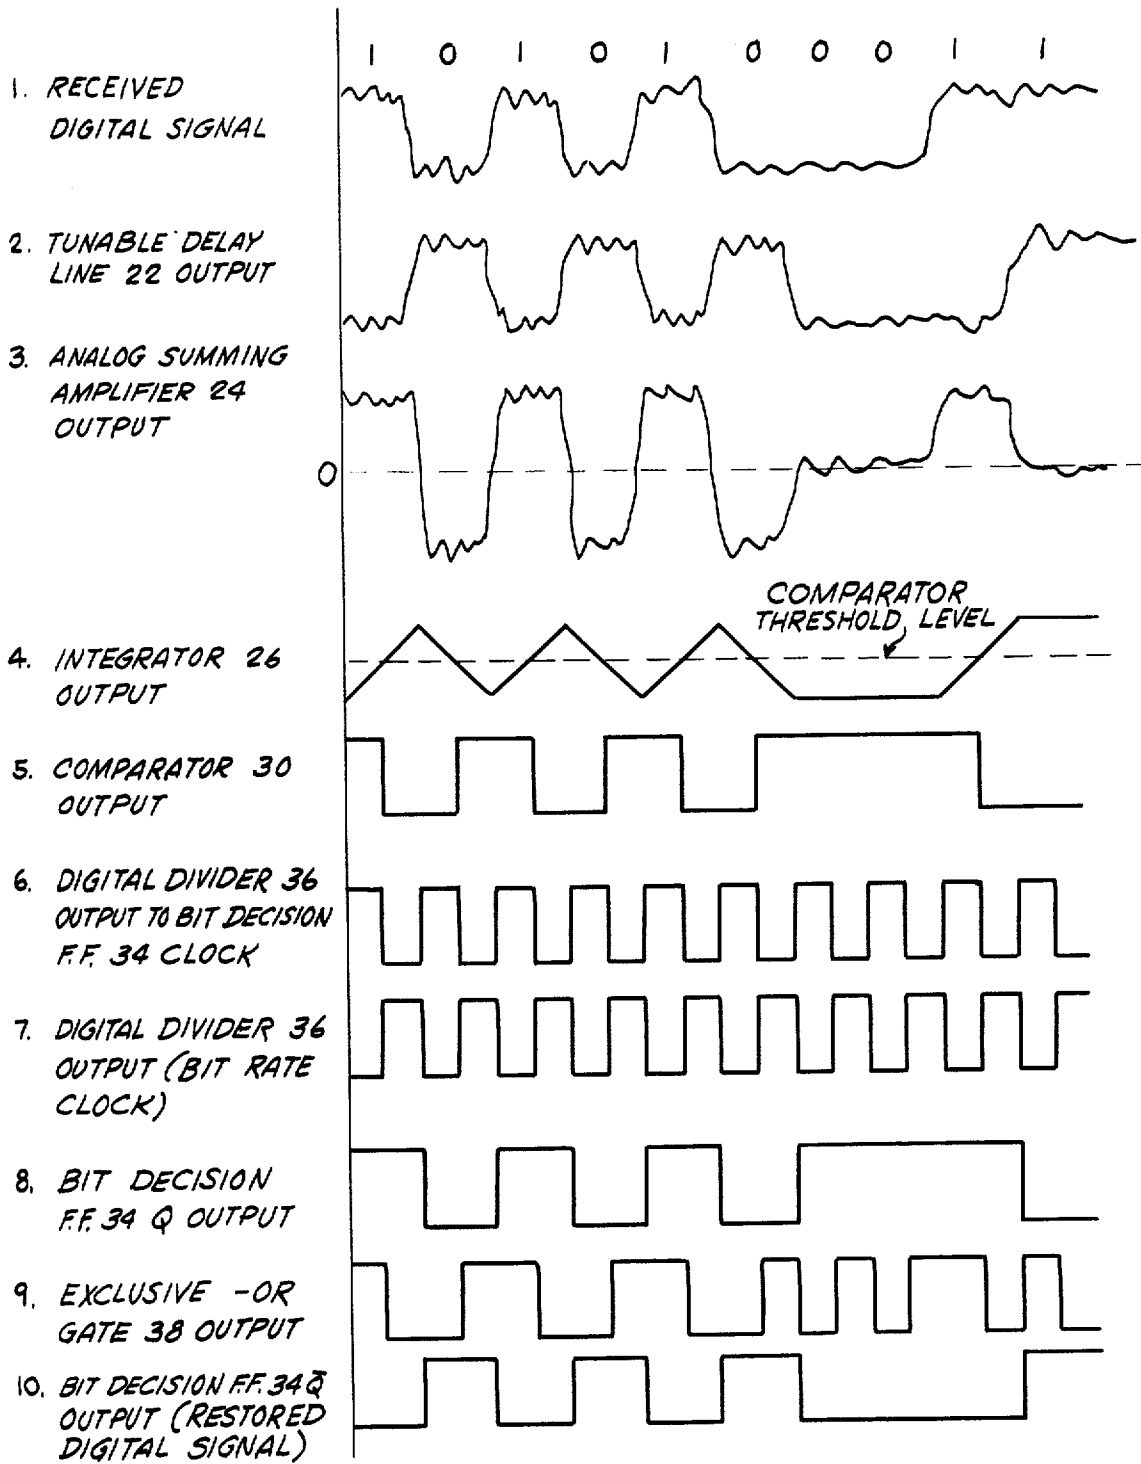 1 0 1 0 1 0 0 0 1 1
1. RECEIVED
DIGITAL SIGNAL
2. TUNABLE DELAY
LINE 22 OUTPUT
3. ANALOG SUMMING
AMPLIFIER 24
OUTPUT
0
COMPARATOR
THRESHOLD LEVEL
4. INTEGRATOR 26
OUTPUT
5. COMPARATOR 30
OUTPUT
6. DIGITAL DIVIDER 36
OUTPUT TO BIT DECISION
F.F. 34 CLOCK
7. DIGITAL DIVIDER 36
OUTPUT (BIT RATE
CLOCK)
8. BIT DECISION
F.F. 34 Q OUTPUT
9. EXCLUSIVE -OR
GATE 38 OUTPUT
10. BIT DECISION F.F. 34 Q̄
OUTPUT (RESTORED
DIGITAL SIGNAL)